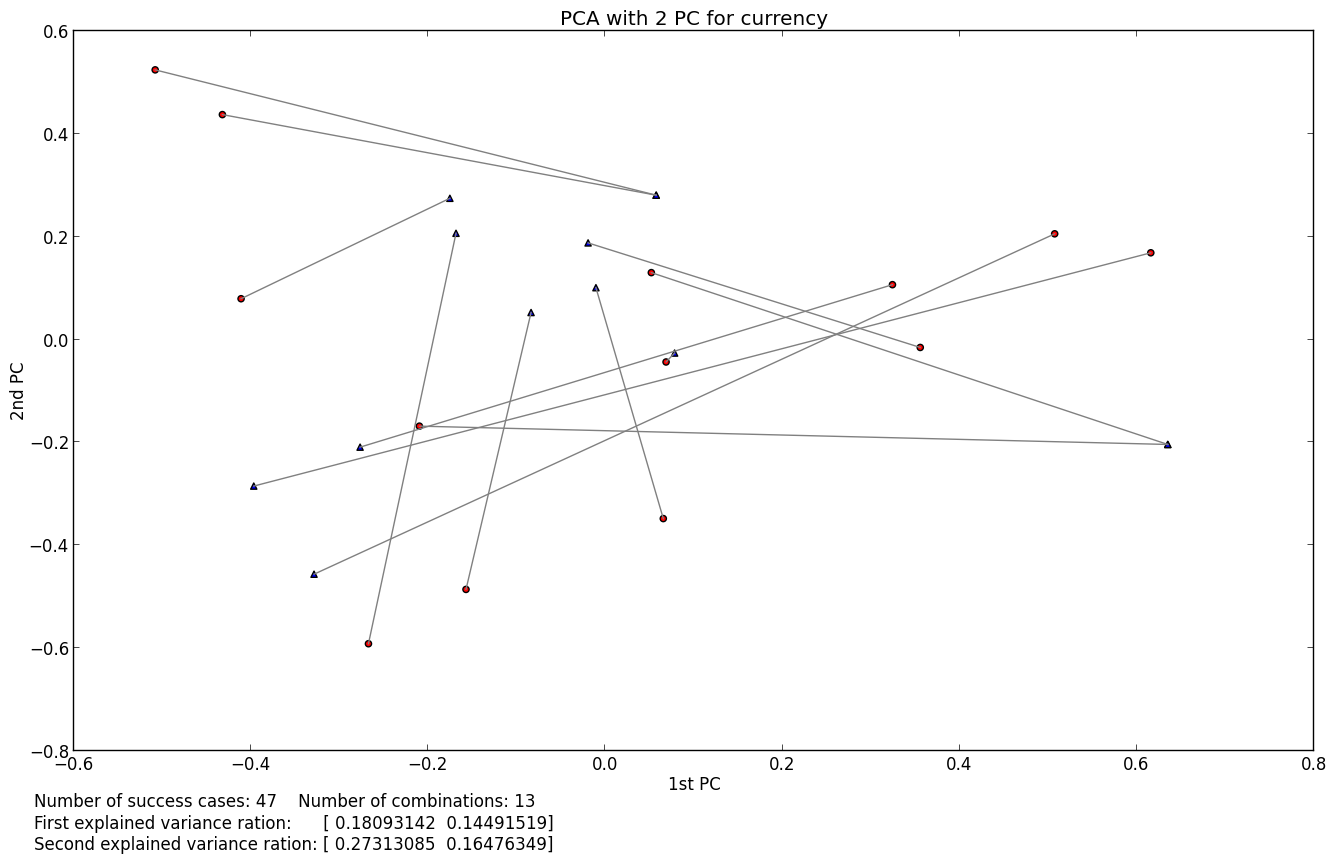 PCA with 2 PC for currency
0.6
0.4
0.2
0.0
−0.2
−0.4
−0.6
−0.8
2nd PC
−0.6 −0.4 −0.2 0.0 0.2 0.4 0.6 0.8
1st PC
Number of success cases: 47 Number of combinations: 13
First explained variance ration: [ 0.18093142 0.14491519]
Second explained variance ration: [ 0.27313085 0.16476349]